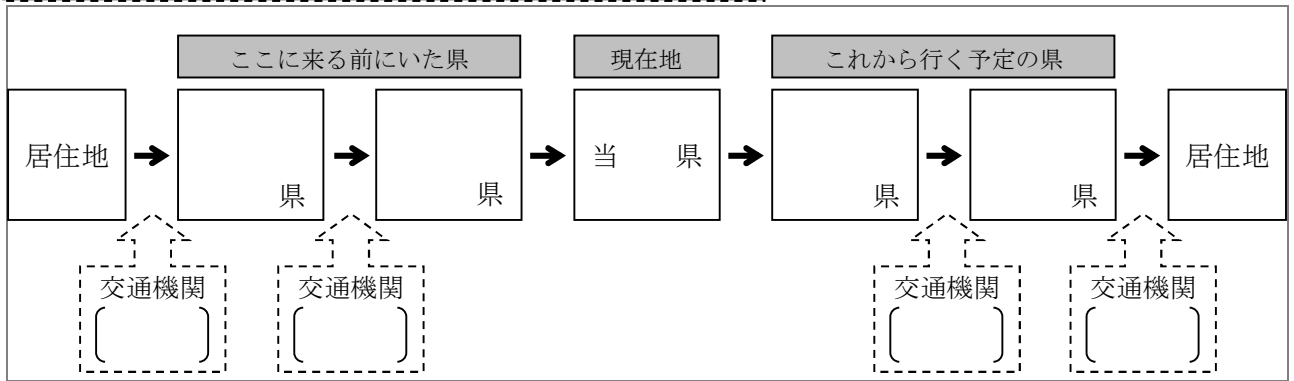 ここに来る前にいた県 現在地 これから行く予定の県
居住地 県 県 当 県 県 県 居住地
交通機関 交通機関 交通機関 交通機関